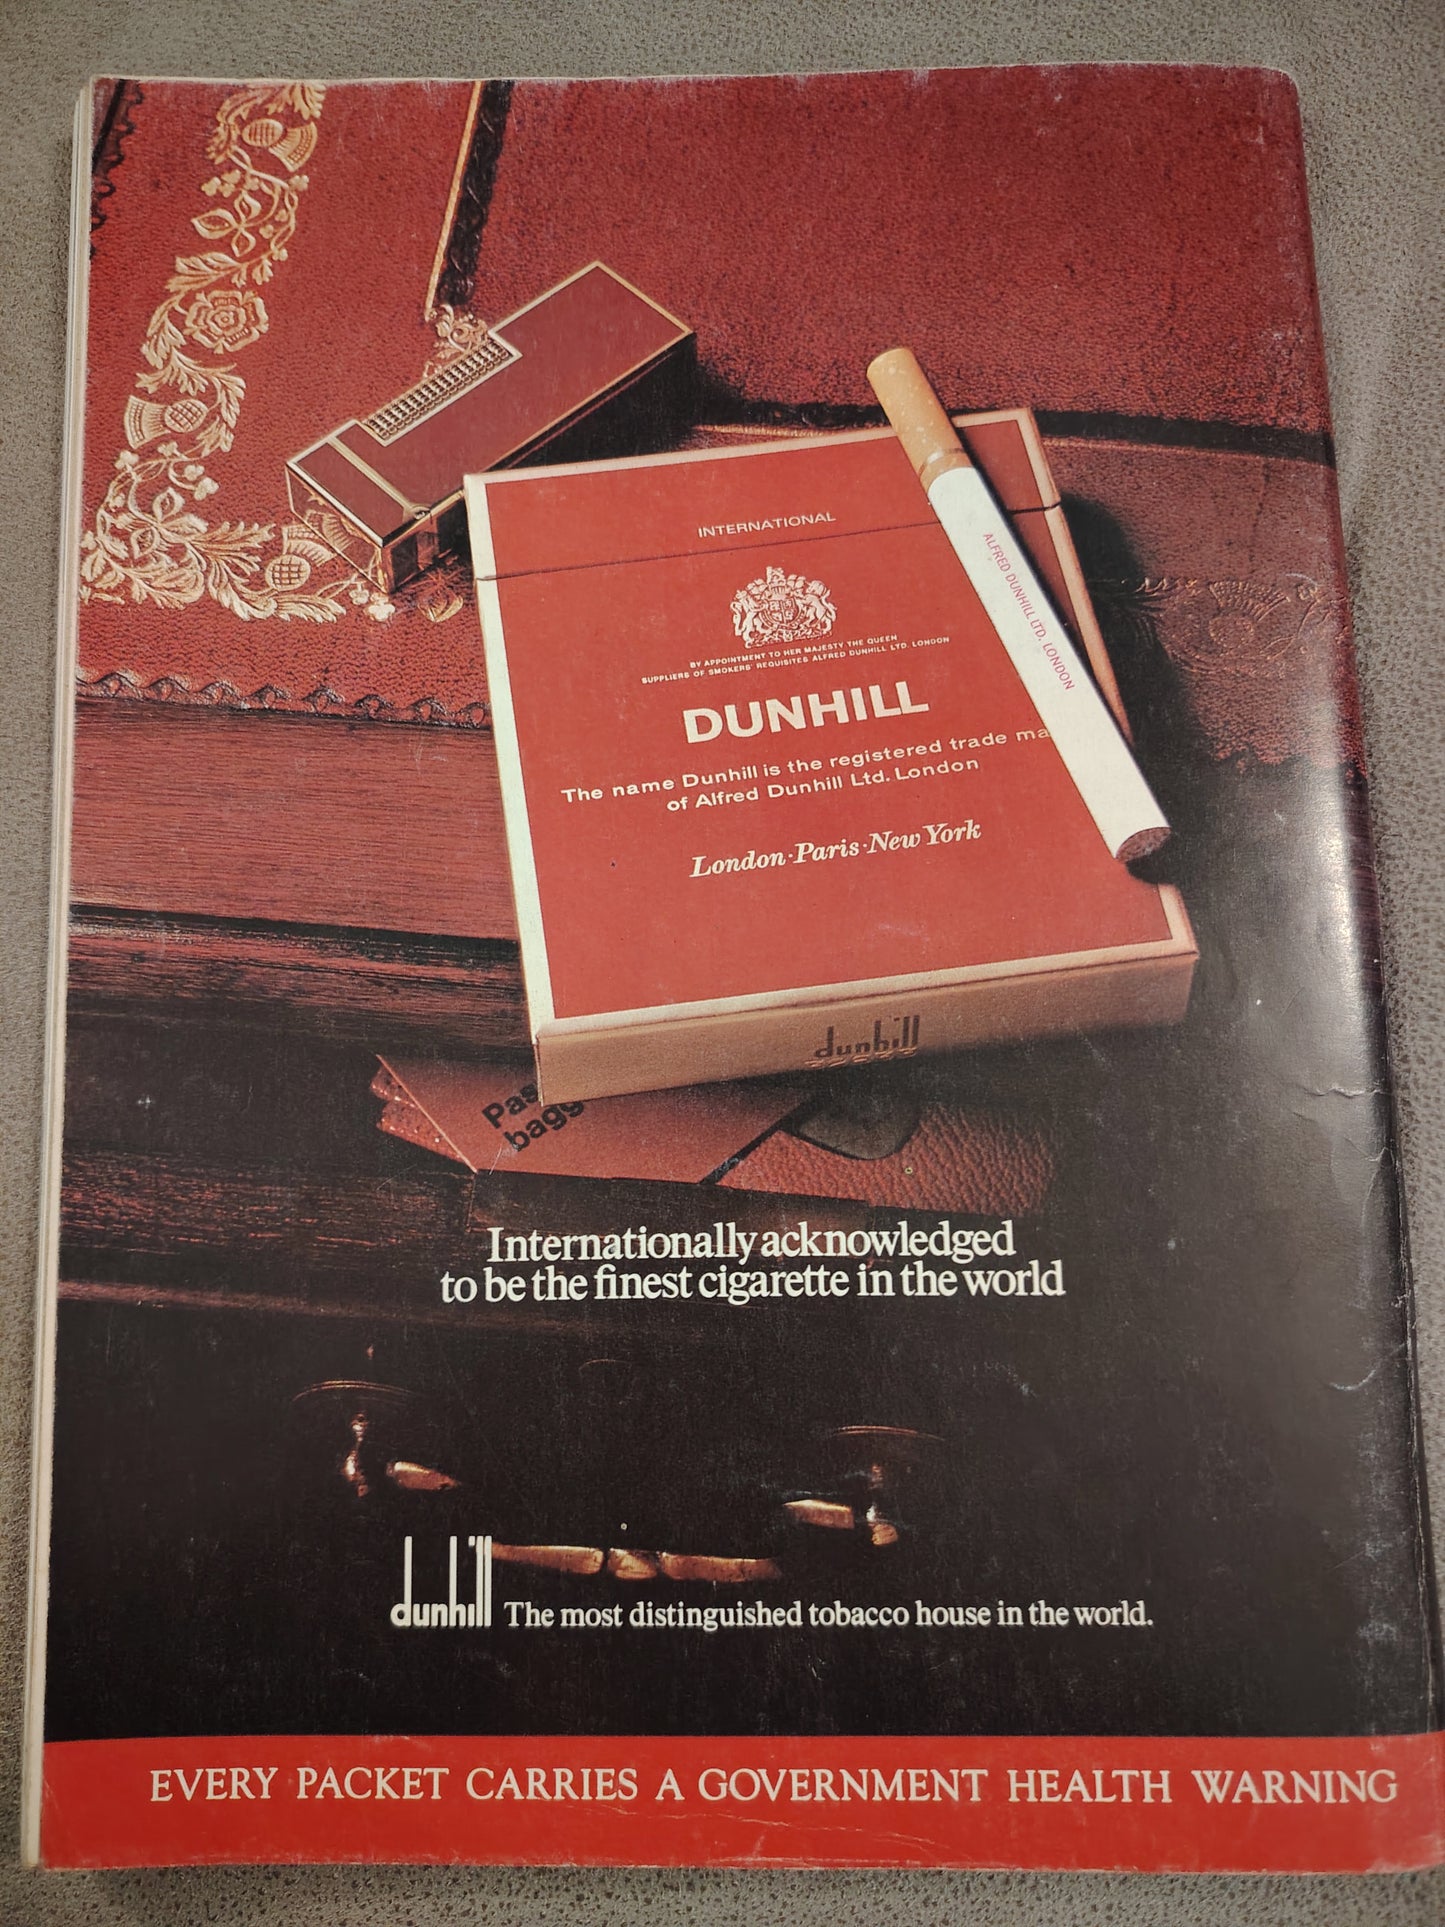 INTERNATIONAL
BY APPOINTMENT TO HER MAJESTY THE QUEEN
SUPPLIERS OF SMOKERS' REQUISITES ALFRED DUNHILL LTD. LONDON
DUNHILL
The name Dunhill is the registered trade ma
of Alfred Dunhill Ltd. London
London·Paris·New York
ALFRED DUNHILL LTD. LONDON
dunhill
Pas
bagg
Internationally acknowledged
to be the finest cigarette in the world
dunhill The most distinguished tobacco house in the world.
EVERY PACKET CARRIES A GOVERNMENT HEALTH WARNING